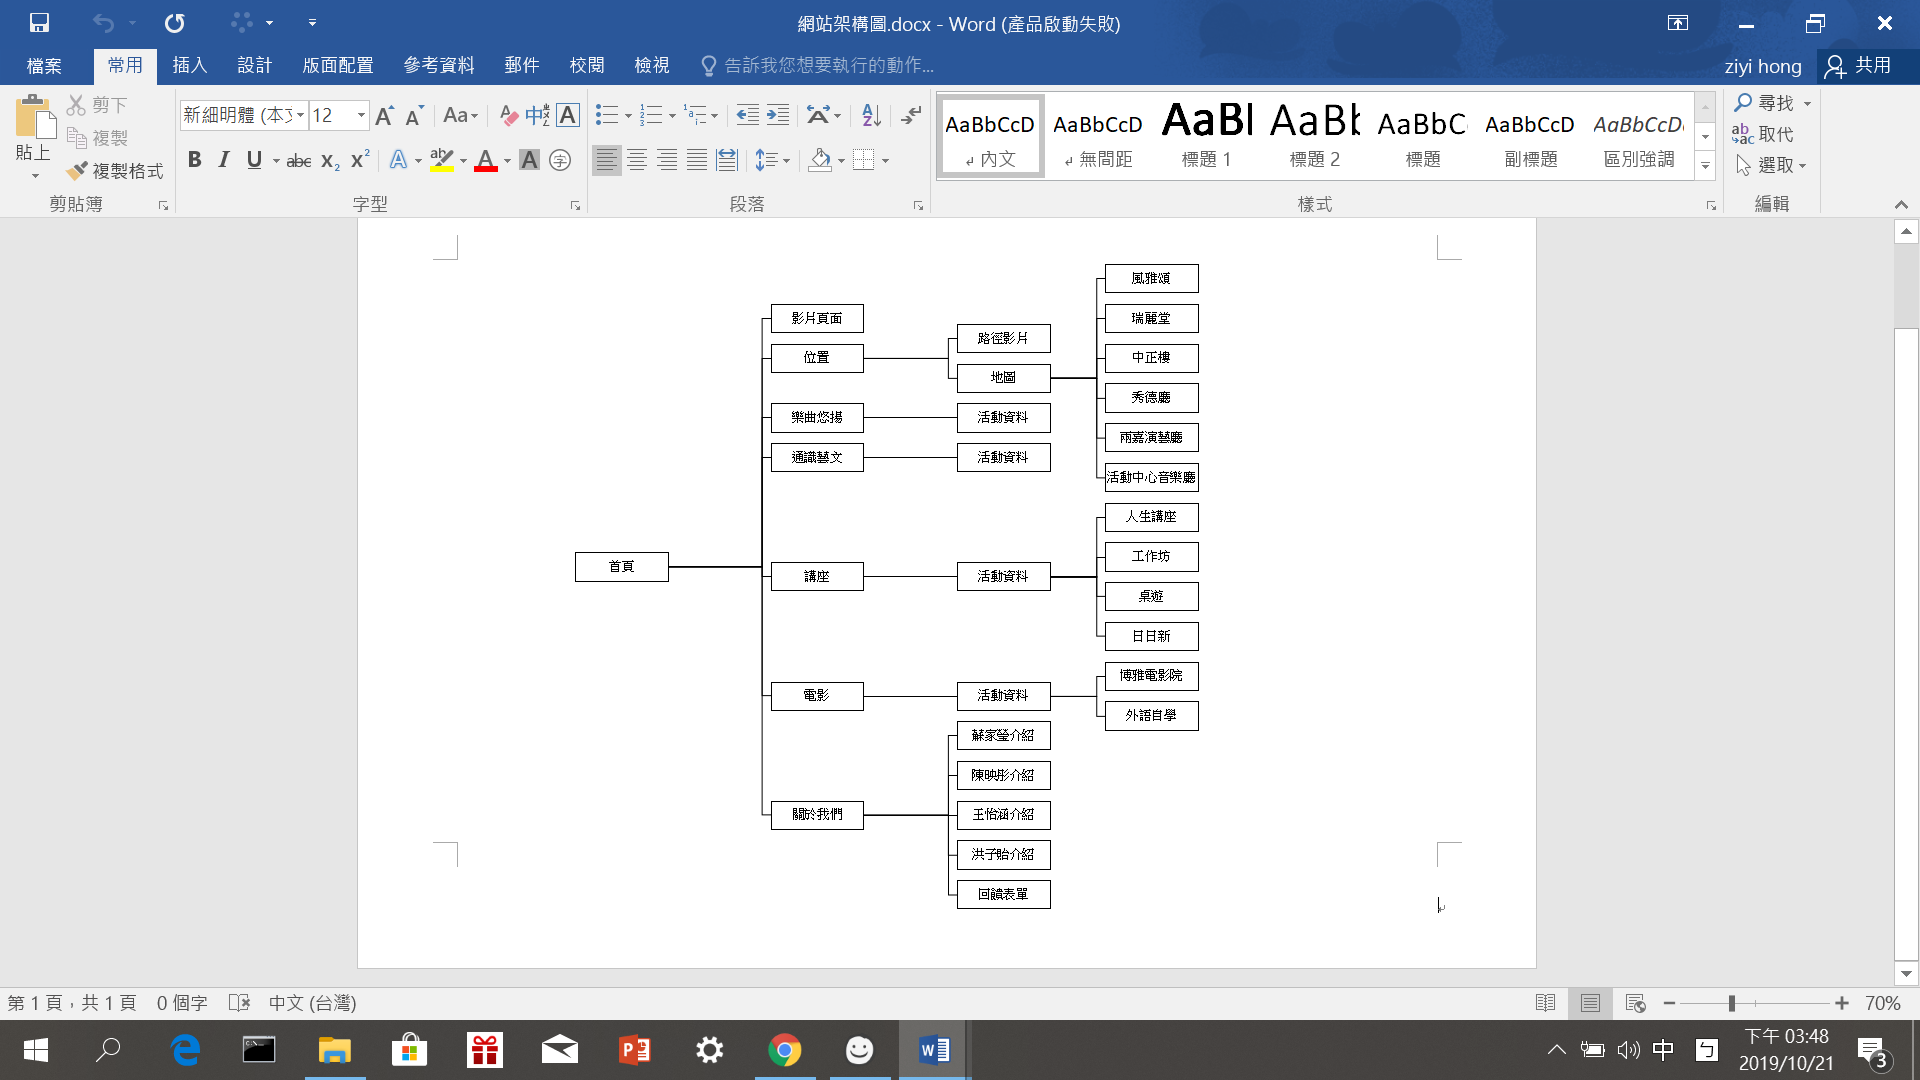 網站架構圖.docx - Word (產品啟動失敗)
檔案 常用 插入 設計 版面配置 參考資料 郵件 校閱 檢視 告訴我您想要執行的動作... ziyi hong 共用
貼上 剪下 複製 複製格式 剪貼簿
新細明體 (本文 12 字型
段落
AaBbCcD AaBbCcD AaBl AaBb AaBbC AaBbCcD AaBbCcD
內文 無間距 標題 1 標題 2 標題 副標題 區別強調
樣式
尋找 取代 選取 編輯
首頁
影片頁面
位置
樂曲悠揚
通識藝文
講座
電影
關於我們
路徑影片
地圖
活動資料
活動資料
活動資料
活動資料
蘇家瑩介紹
陳映彤介紹
王怡涵介紹
洪子貽介紹
回饋表單
風雅頌
瑞麗堂
中正樓
秀德廳
兩嘉演藝廳
活動中心音樂廳
人生講座
工作坊
桌遊
日日新
博雅電影院
外語自學
第 1 頁，共 1 頁 0 個字 中文 (台灣) 70%
中 ㄅ 下午 03:48
2019/10/21 3